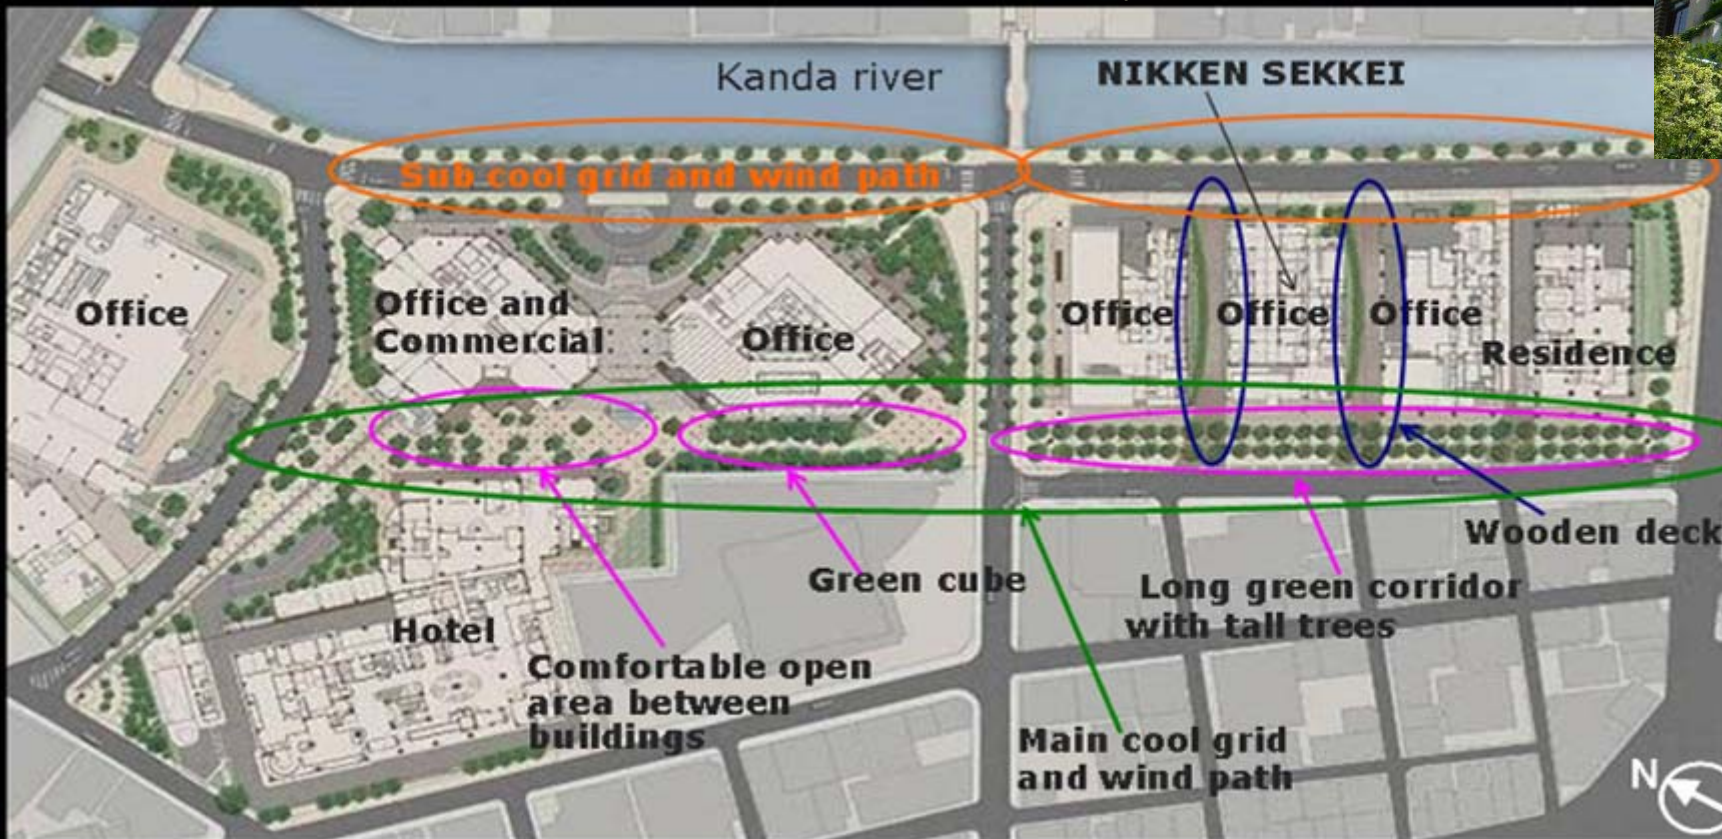 Kanda river
NIKKEN SEKKEI
Sub cool grid and wind path
Office
Office and
Commercial
Office
Office
Office
Office
Residence
Wooden deck
Green cube
Long green corridor
with tall trees
Hotel
Comfortable open
area between
buildings
Main cool grid
and wind path
N